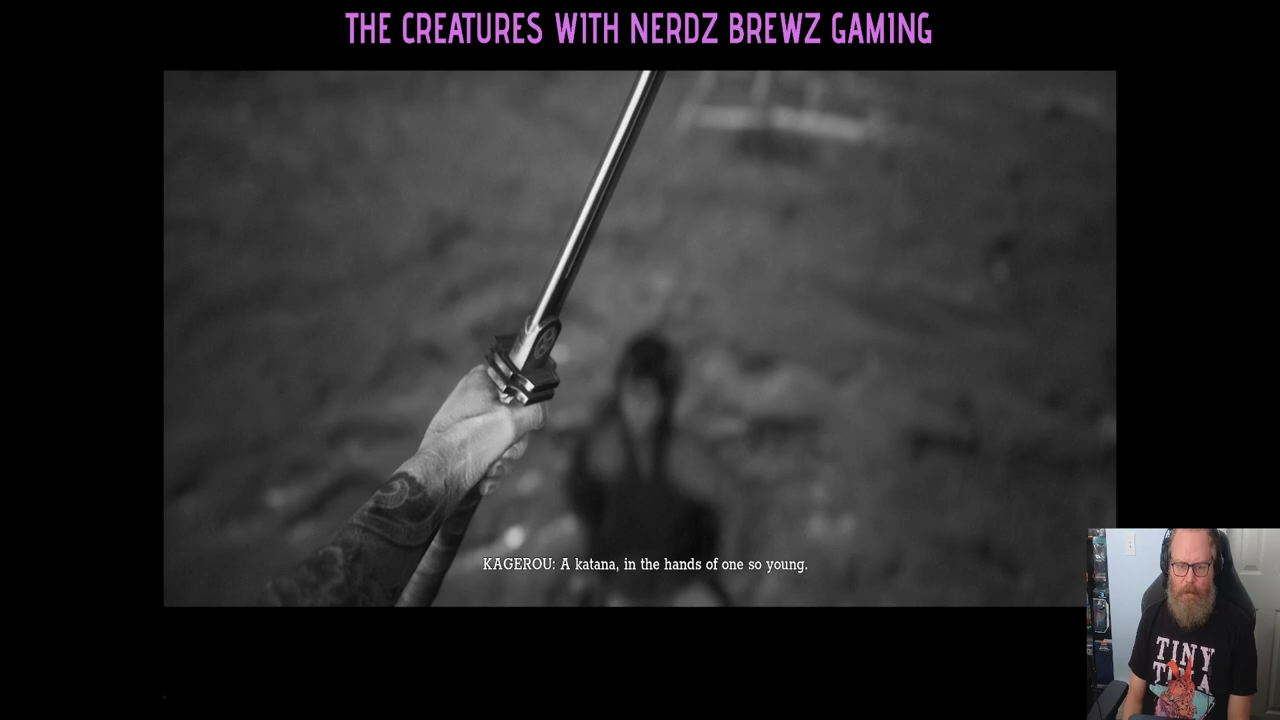 THE CREATURES WITH NERDZ BREWZ GAMING
KAGEROU: A katana, in the hands of one so young.
TINY